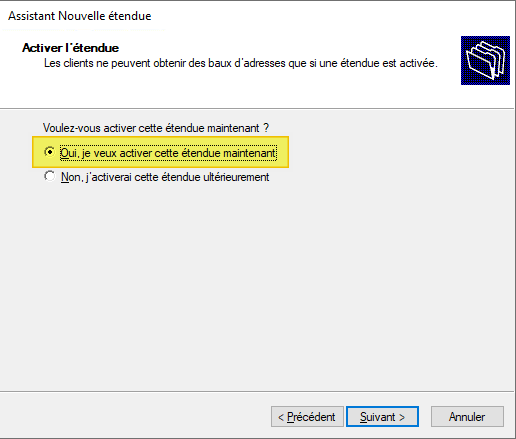 Assistant Nouvelle étendue
Activer l'étendue
Les clients ne peuvent obtenir des baux d'adresses que si une étendue est activée.
Voulez-vous activer cette étendue maintenant ?
Oui, je veux activer cette étendue maintenant
Non, j'activerai cette étendue ultérieurement
< Précédent Suivant > Annuler